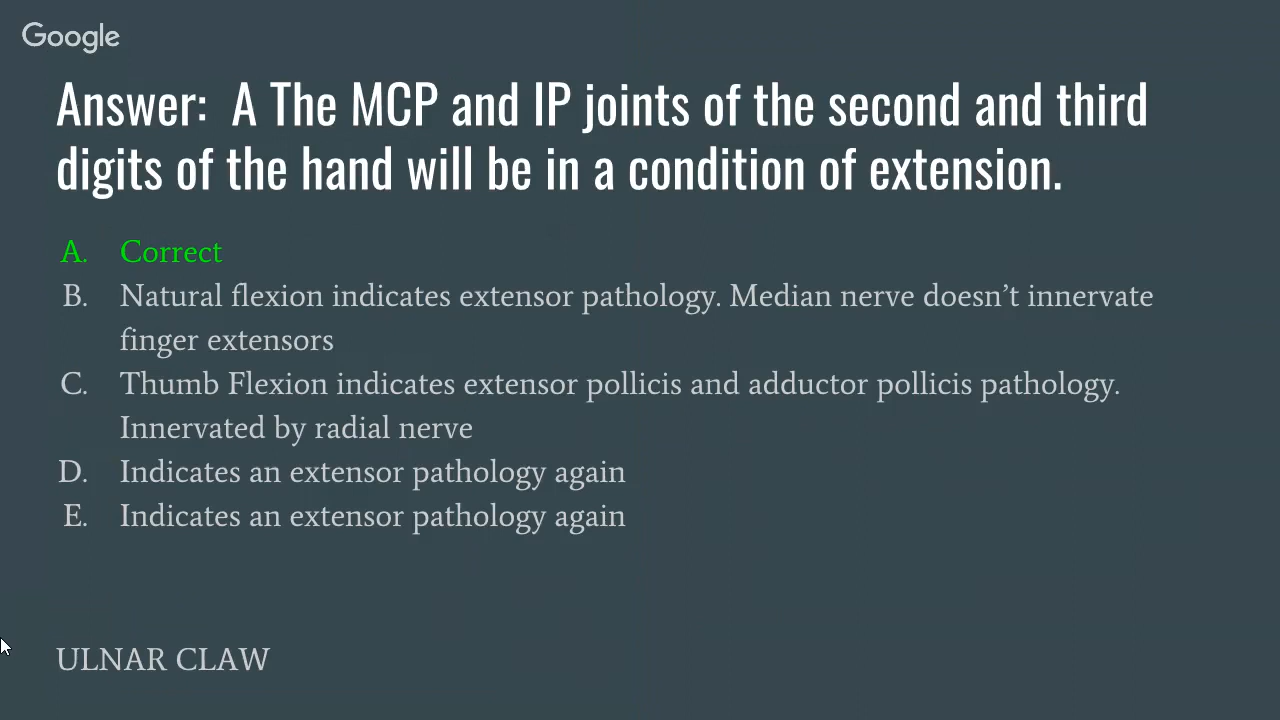 Google
Answer:  A The MCP and IP joints of the second and third
digits of the hand will be in a condition of extension.
A. Correct
B. Natural flexion indicates extensor pathology. Median nerve doesn’t innervate
finger extensors
C. Thumb Flexion indicates extensor pollicis and adductor pollicis pathology.
Innervated by radial nerve
D. Indicates an extensor pathology again
E. Indicates an extensor pathology again
ULNAR CLAW